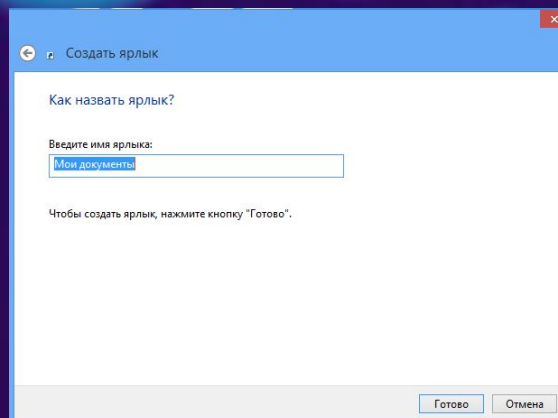 Создать ярлык
Как назвать ярлык?
Введите имя ярлыка:
Мои документы
Чтобы создать ярлык, нажмите кнопку "Готово".
Готово
Отмена